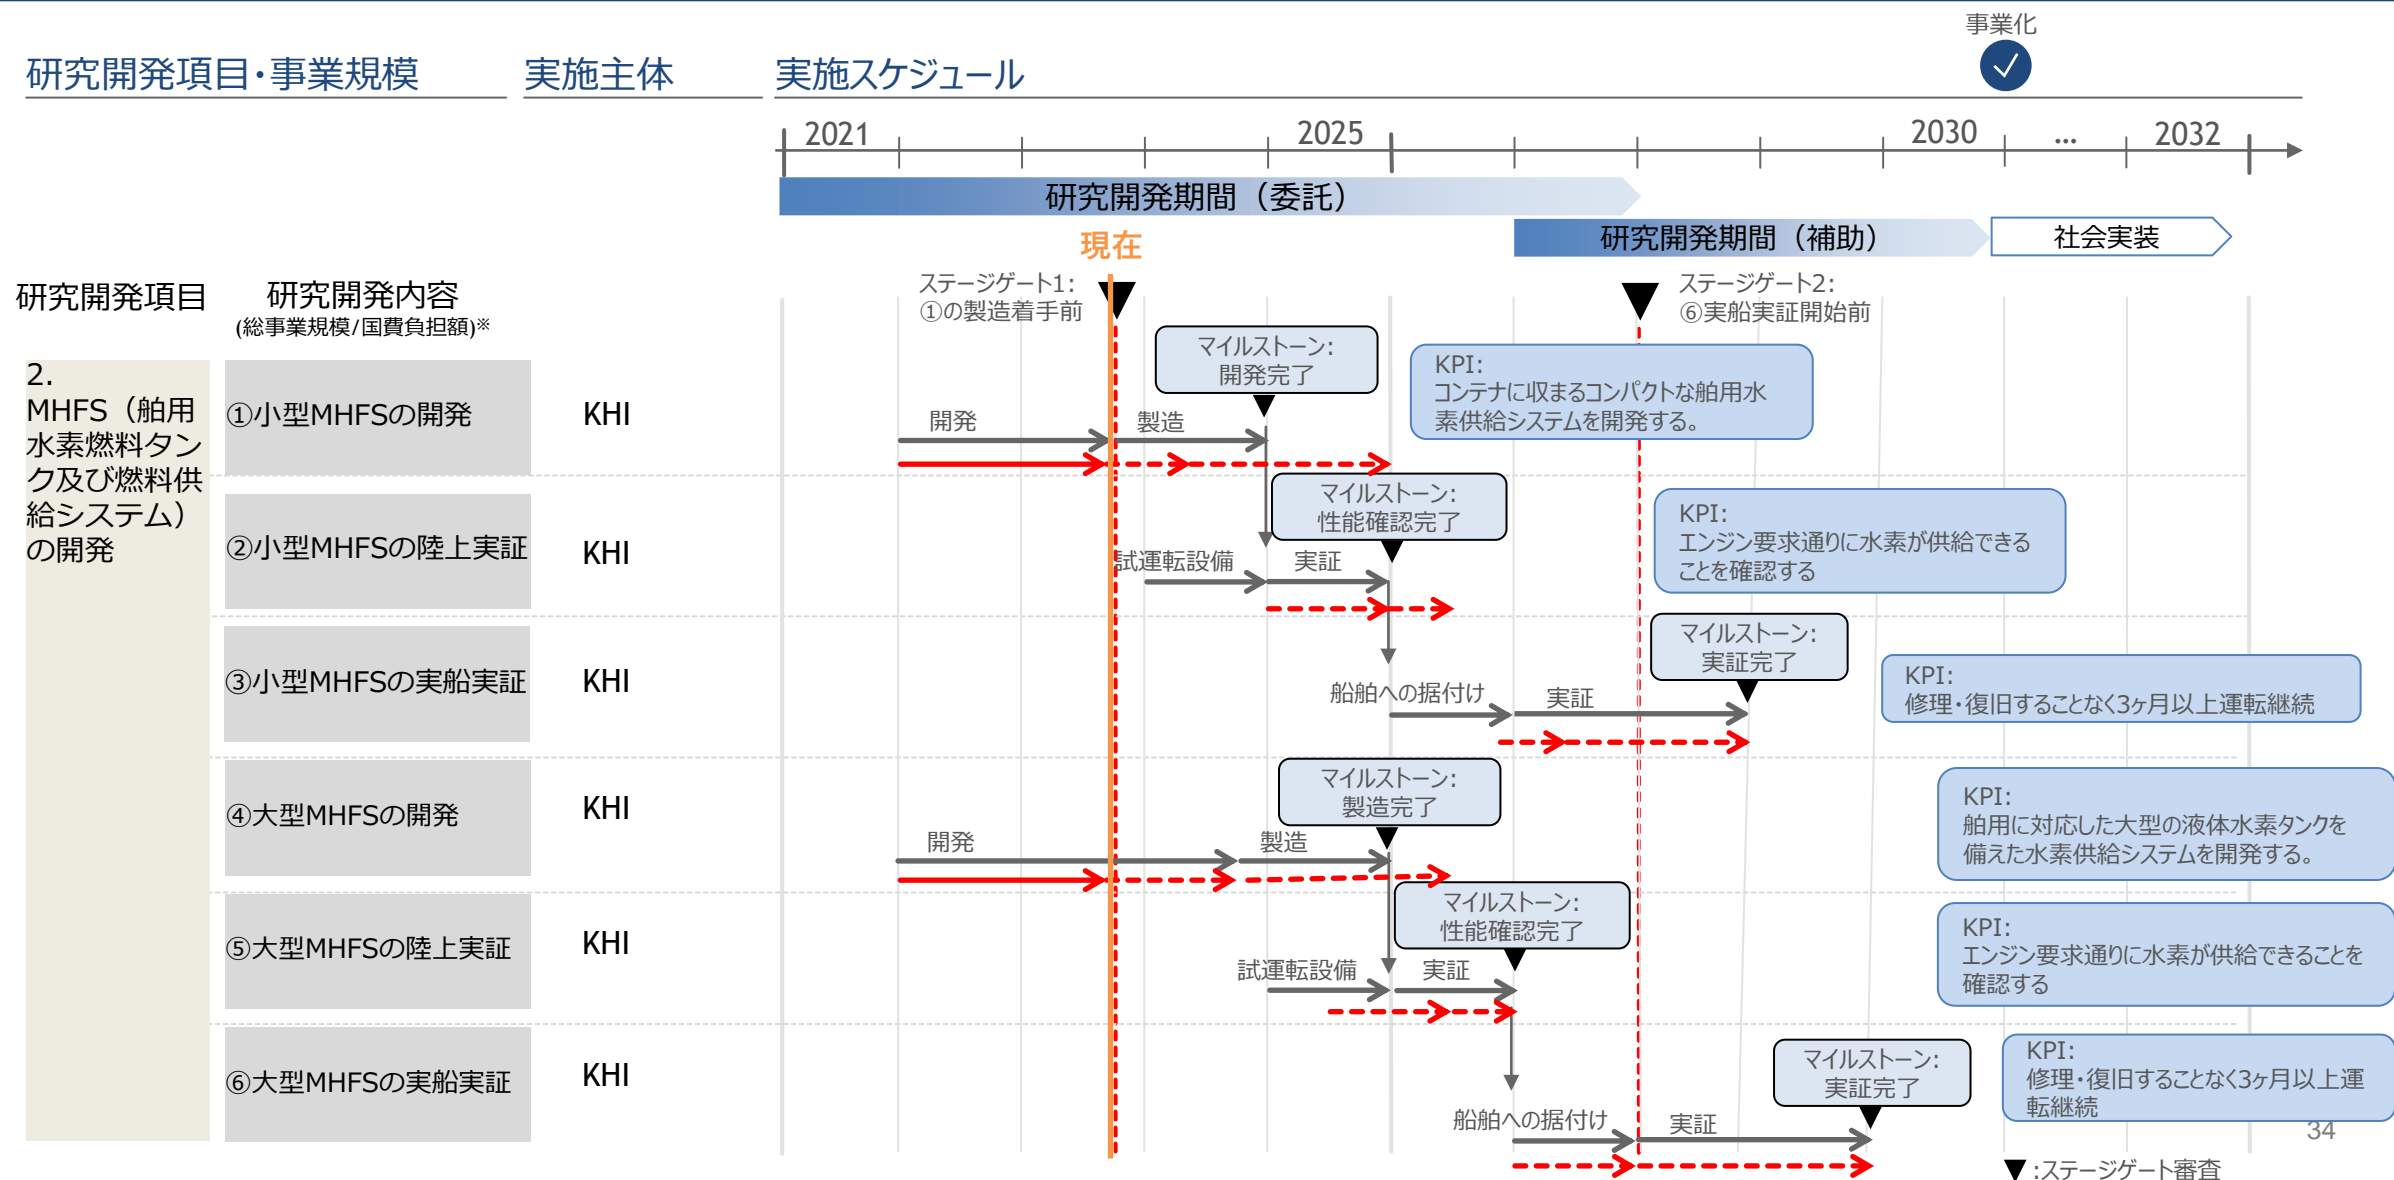 事業化
研究開発項目・事業規模
実施主体
実施スケジュール
2021
2025
2030
...
2032
研究開発期間（委託）
研究開発期間（補助）
社会実装
現在
ステージゲート1:
①の製造着手前
ステージゲート2:
⑥実船実証開始前
研究開発項目
研究開発内容
(総事業規模/国費負担額)※
2.
MHFS（舶用
水素燃料タン
ク及び燃料供
給システム）
の開発
①小型MHFSの開発
KHI
開発
製造
マイルストーン:
開発完了
KPI:
コンテナに収まるコンパクトな舶用水
素供給システムを開発する。
②小型MHFSの陸上実証
KHI
試運転設備
実証
マイルストーン:
性能確認完了
KPI:
エンジン要求通りに水素が供給できる
ことを確認する
③小型MHFSの実船実証
KHI
船舶への据付け
実証
マイルストーン:
実証完了
KPI:
修理・復旧することなく3ヶ月以上運転継続
④大型MHFSの開発
KHI
開発
製造
マイルストーン:
製造完了
KPI:
舶用に対応した大型の液体水素タンクを
備えた水素供給システムを開発する。
⑤大型MHFSの陸上実証
KHI
試運転設備
実証
マイルストーン:
性能確認完了
KPI:
エンジン要求通りに水素が供給できることを
確認する
⑥大型MHFSの実船実証
KHI
船舶への据付け
実証
マイルストーン:
実証完了
KPI:
修理・復旧することなく3ヶ月以上運
転継続
34
▼:ステージゲート審査